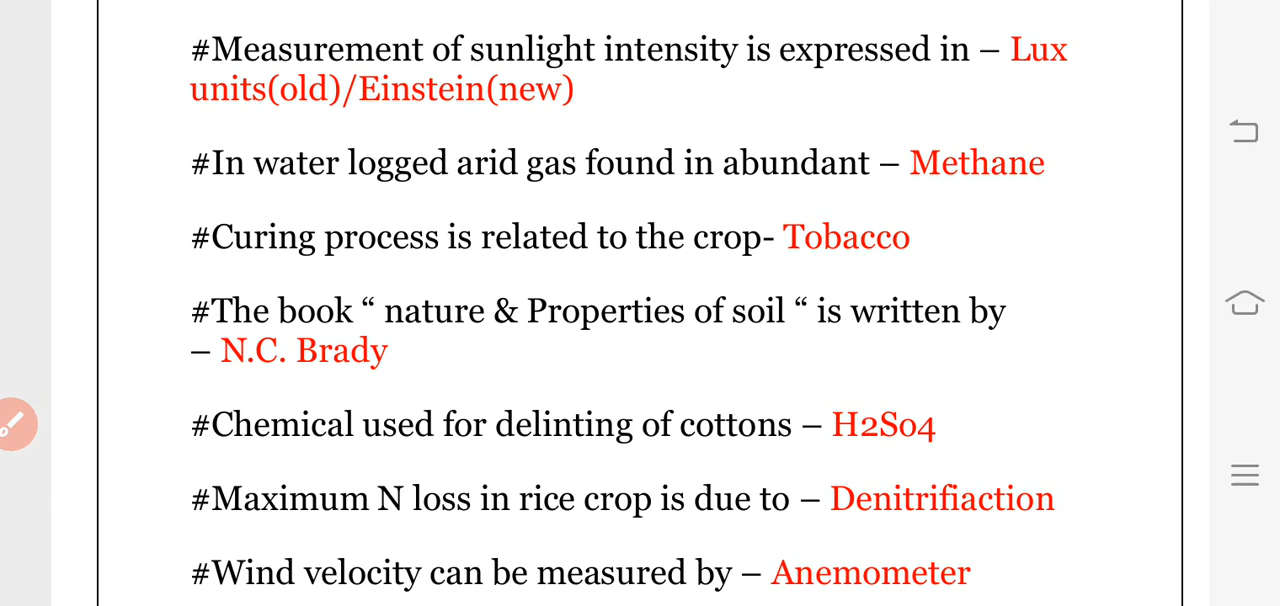 #Measurement of sunlight intensity is expressed in – Lux
units(old)/Einstein(new)
#In water logged arid gas found in abundant – Methane
#Curing process is related to the crop- Tobacco
#The book “ nature & Properties of soil “ is written by
– N.C. Brady
#Chemical used for delinting of cottons – H2So4
#Maximum N loss in rice crop is due to – Denitrifiaction
#Wind velocity can be measured by – Anemometer